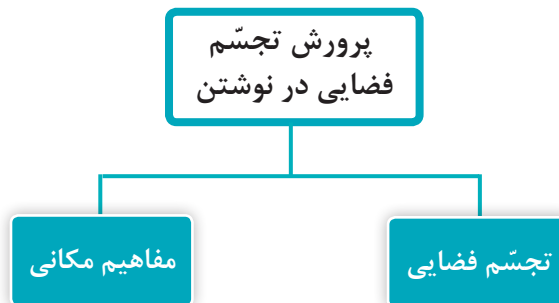 پرورش تجسّم
فضایی در نوشتن
تجسّم فضایی
مفاهیم مکانی